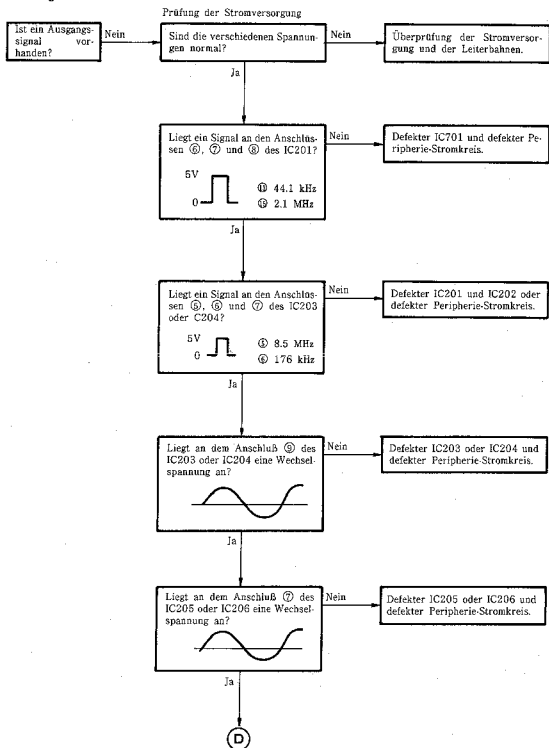 Prüfung der Stromversorgung
Ist ein Ausgangs-
signal vor-
handen?
Nein
Sind die verschiedenen Spannun-
gen normal?
Nein
Überprüfung der Stromversor-
gung und der Leiterbahnen.
Ja
Liegt ein Signal an den Anschlüs-
sen ⑥, ⑦ und ⑧ des IC201?
5V
0
⑪ 44.1 kHz
⑮ 2.1 MHz
Nein
Defekter IC701 und defekter Pe-
ripherie-Stromkreis.
Ja
Liegt ein Signal an den Anschlüs-
sen ⑤, ⑥ und ⑦ des IC203
oder C204?
5V
0
⑤ 8.5 MHz
⑥ 176 kHz
Nein
Defekter IC201 und IC202 oder
defekter Peripherie-Stromkreis.
Ja
Liegt an dem Anschluß ⑨ des
IC203 oder IC204 eine Wechsel-
spannung an?
Nein
Defekter IC203 oder IC204 und
defekter Peripherie-Stromkreis.
Ja
Liegt an dem Anschluß ⑦ des
IC205 oder IC206 eine Wechsel-
spannung an?
Nein
Defekter IC205 oder IC206 und
defekter Peripherie-Stromkreis.
Ja
D